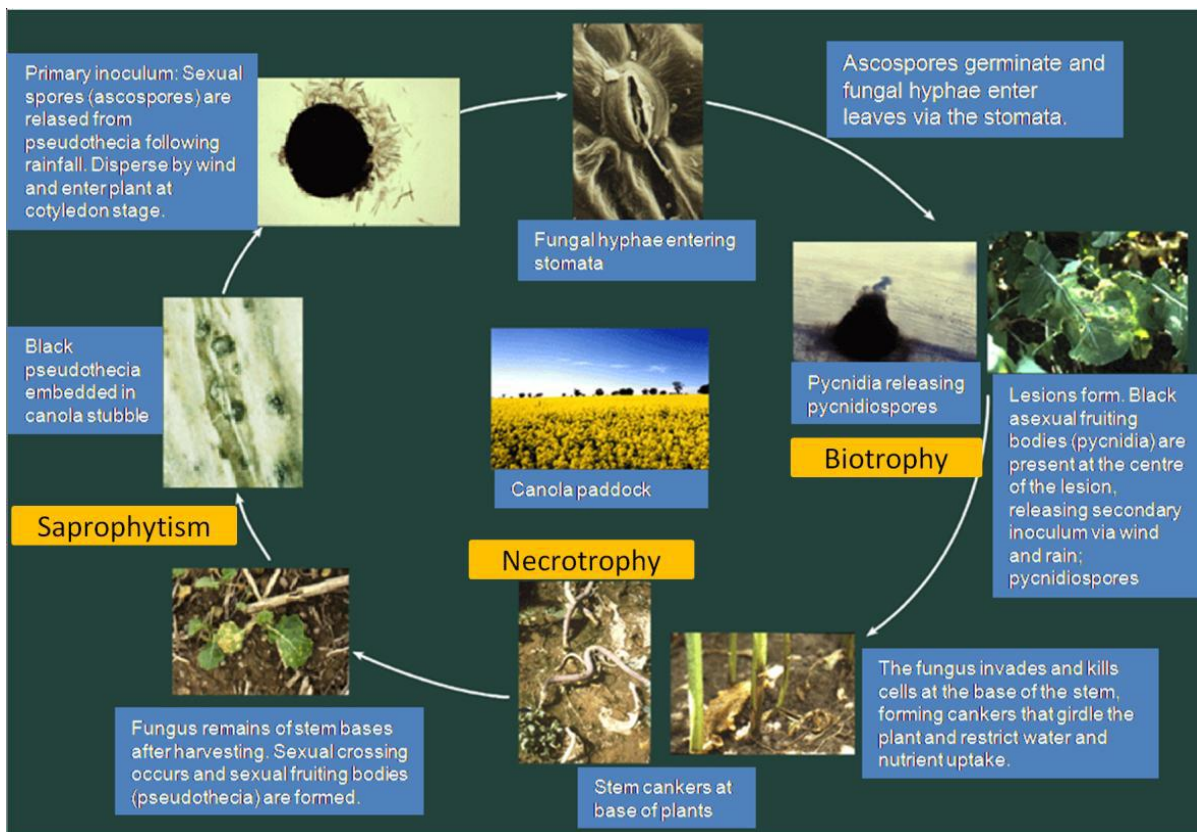 Primary inoculum: Sexual
spores (ascospores) are
relased from
pseudothecia following
rainfall. Disperse by wind
and enter plant at
cotyledon stage.
Fungal hyphae entering
stomata
Ascospores germinate and
fungal hyphae enter
leaves via the stomata.
Pycnidia releasing
pycnidiospores
Biotrophy
Lesions form. Black
asexual fruiting
bodies (pycnidia) are
present at the centre
of the lesion,
releasing secondary
inoculum via wind
and rain;
pycnidiospores
Black
pseudothecia
embedded in
canola stubble
Canola paddock
Saprophytism
Necrotrophy
The fungus invades and kills
cells at the base of the stem,
forming cankers that girdle the
plant and restrict water and
nutrient uptake.
Stem cankers at
base of plants
Fungus remains of stem bases
after harvesting. Sexual crossing
occurs and sexual fruiting bodies
(pseudothecia) are formed.